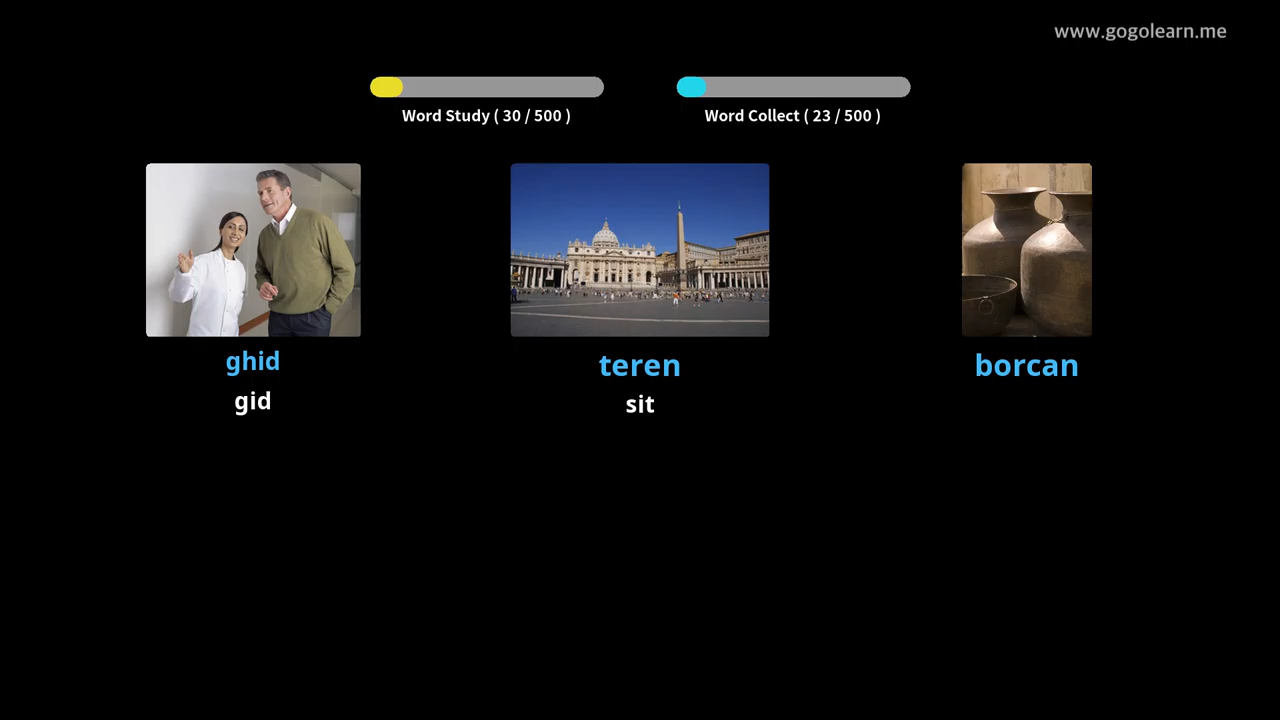 www.gogolearn.me
Word Study ( 30 / 500 )
Word Collect ( 23 / 500 )
ghid
teren
borcan
gid
sit